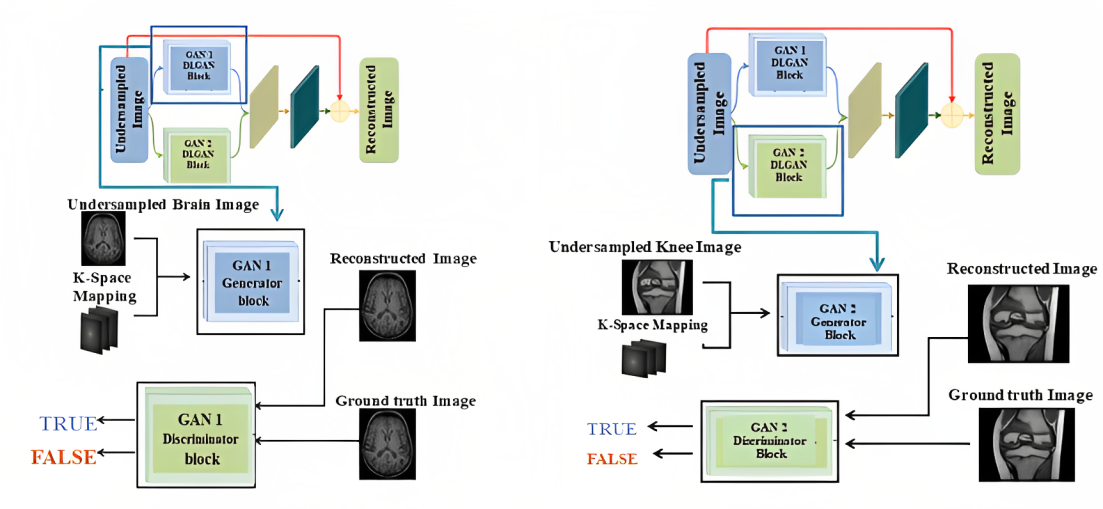 GAN 1
DLGAN
Block
Undersampled
Image
GAN 2
DLGAN
Block
Reconstructed
Image
Undersampled Brain Image
K-Space
Mapping
GAN 1
Generator
block
Reconstructed Image
Ground truth Image
GAN 1
Discriminator
block
TRUE
FALSE
GAN 1
DLGAN
Block
Undersampled
Image
GAN 2
DLGAN
Block
Reconstructed
Image
Undersampled Knee Image
K-Space Mapping
GAN 2
Generator
Block
Reconstructed Image
Ground truth Image
GAN 2
Discriminator
Block
TRUE
FALSE